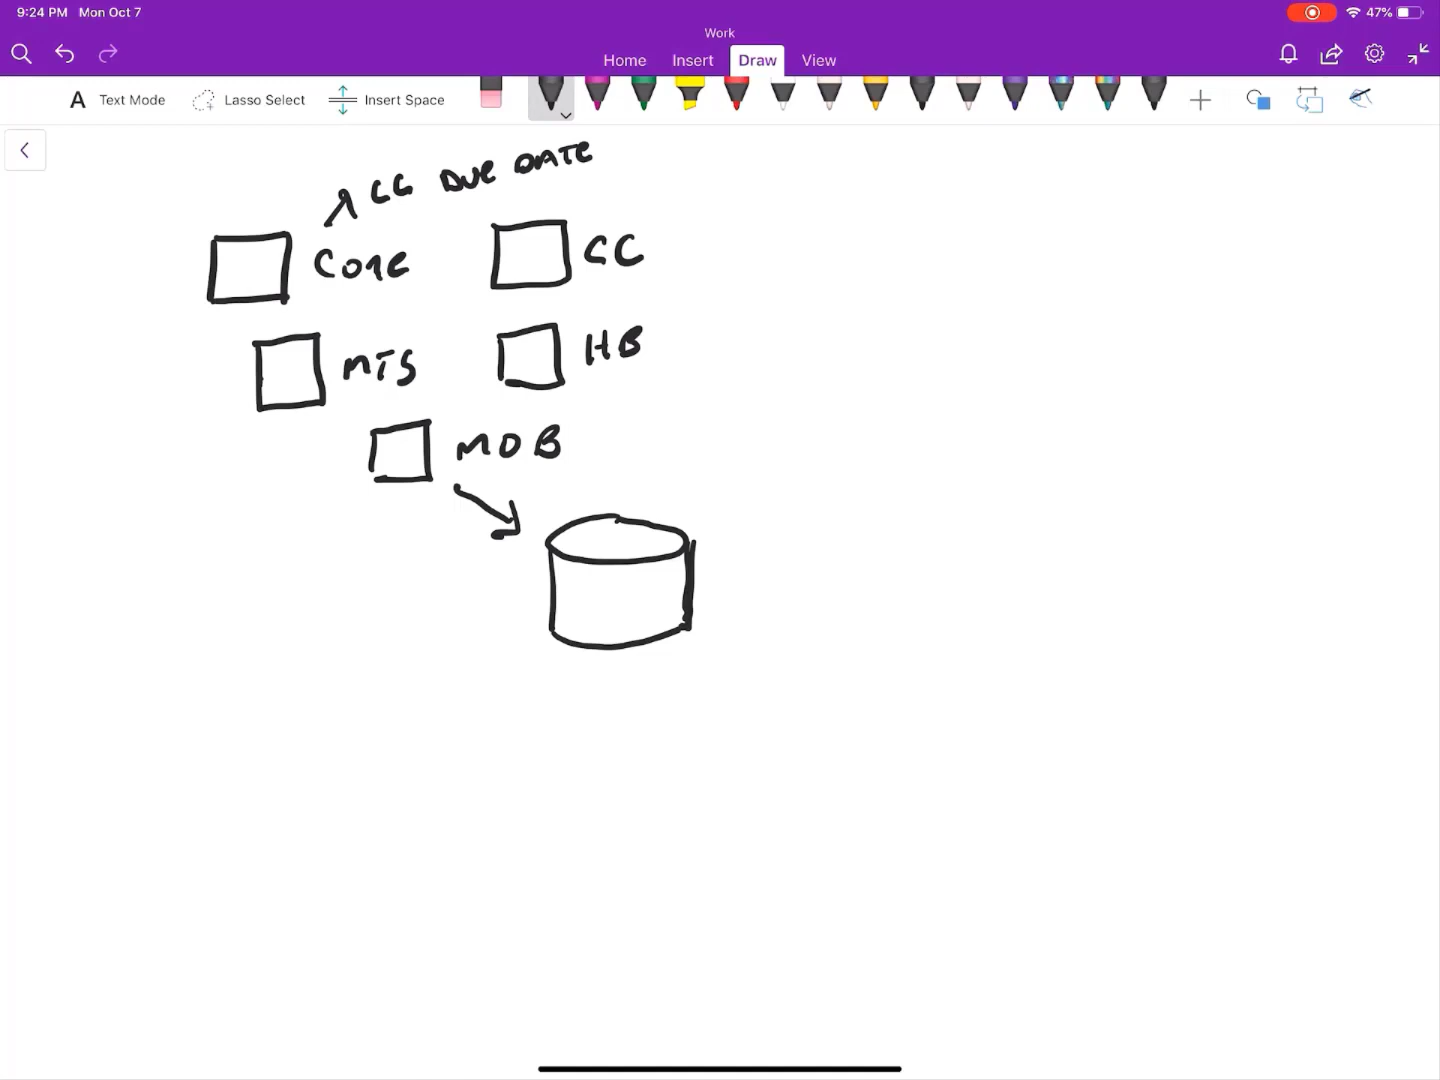 9:24 PM Mon Oct 7
47%
Work
Home Insert Draw View
A Text Mode Lasso Select Insert Space
CC DUE DATE
CORE
CC
MTS
HB
MOB